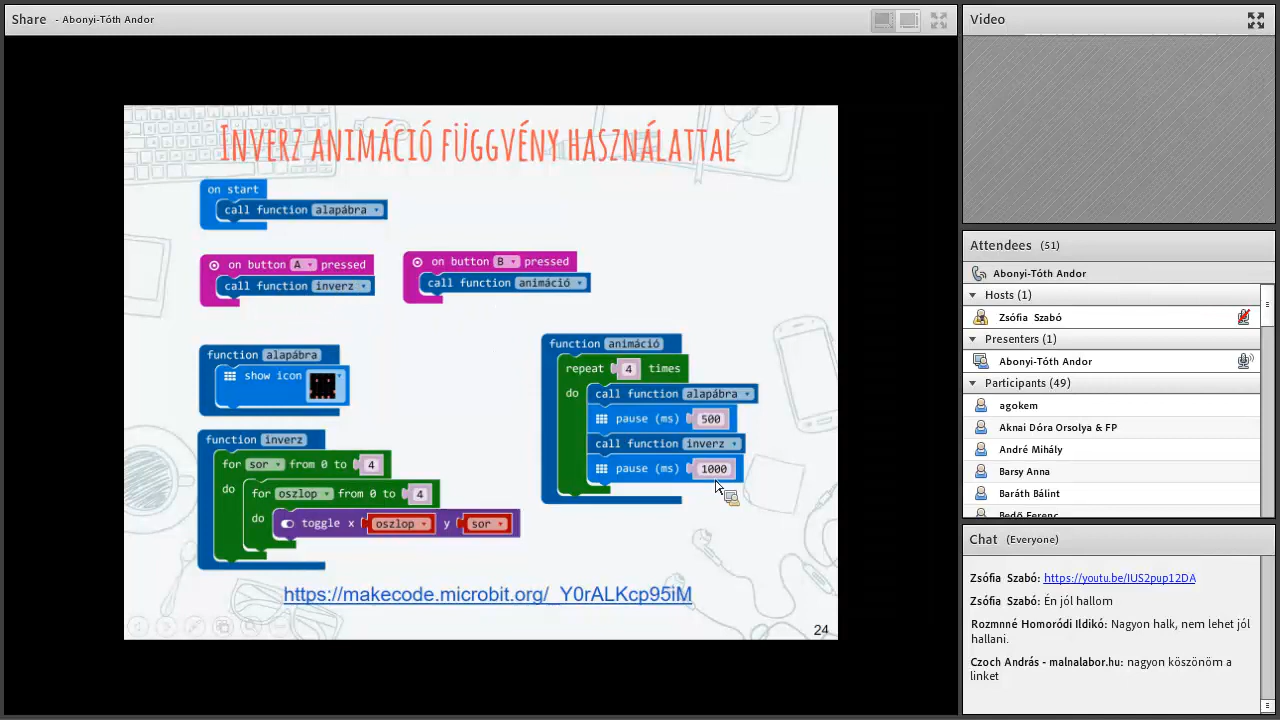 Share - Abonyi-Tóth Andor
Inverz animáció függvény használattal
on start
call function alapábra
on button A pressed
call function inverz
on button B pressed
call function animáció
function alapábra
show icon
function inverz
for sor from 0 to 4
do for oszlop from 0 to 4
do toggle x oszlop y sor
function animáció
repeat 4 times
do call function alapábra
pause (ms) 500
call function inverz
pause (ms) 1000
https://makecode.microbit.org/_Y0rALKcp95iM
24
Video
Attendees (51)
Abonyi-Tóth Andor
Hosts (1)
Zsófia Szabó
Presenters (1)
Abonyi-Tóth Andor
Participants (49)
agokem
Aknai Dóra Orsolya & FP
André Mihály
Barsy Anna
Baráth Bálint
Bedő Ferenc
Chat (Everyone)
Zsófia Szabó: https://youtu.be/IUS2pup12DA
Zsófia Szabó: Én jól hallom
Rozmnné Homoródi Ildikó: Nagyon halk, nem lehet jól
hallani.
Czoch András - malnalabor.hu: nagyon köszönöm a
linket